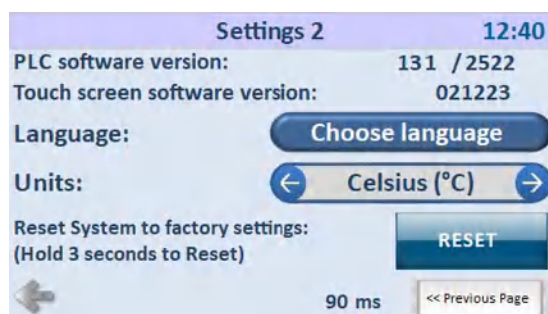 Settings 2 12:40
PLC software version: 131 / 2522
Touch screen software version: 021223
Language: Choose language
Units: Celsius (°C)
Reset System to factory settings:
(Hold 3 seconds to Reset) RESET
90 ms << Previous Page